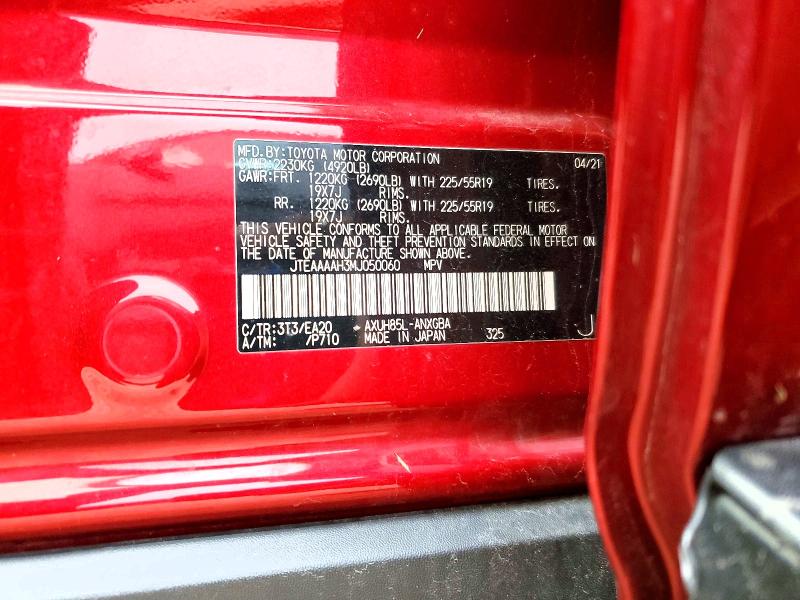 MFD. BY: TOYOTA MOTOR CORPORATION 04/21
GVWR: 2230KG (4920LB)
GAWR: FRT. 1220KG (2690LB) WITH 225/55R19 TIRES.
19X7J RIMS.
RR. 1220KG (2690LB) WITH 225/55R19 TIRES.
19X7J RIMS.
THIS VEHICLE CONFORMS TO ALL APPLICABLE FEDERAL MOTOR
VEHICLE SAFETY AND THEFT PREVENTION STANDARDS IN EFFECT ON
THE DATE OF MANUFACTURE SHOWN ABOVE.
JTEAAAAH3MJ050060 MPV
C/TR: 3T3/EA20 AXUH85L-ANXGBA
A/TM: /P710 MADE IN JAPAN 325 J